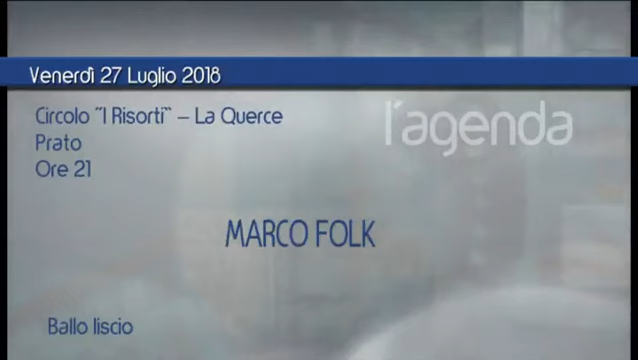 Venerdì 27 Luglio 2018
Circolo "I Risorti" – La Querce
l'agenda
Prato
Ore 21
MARCO FOLK
Ballo liscio